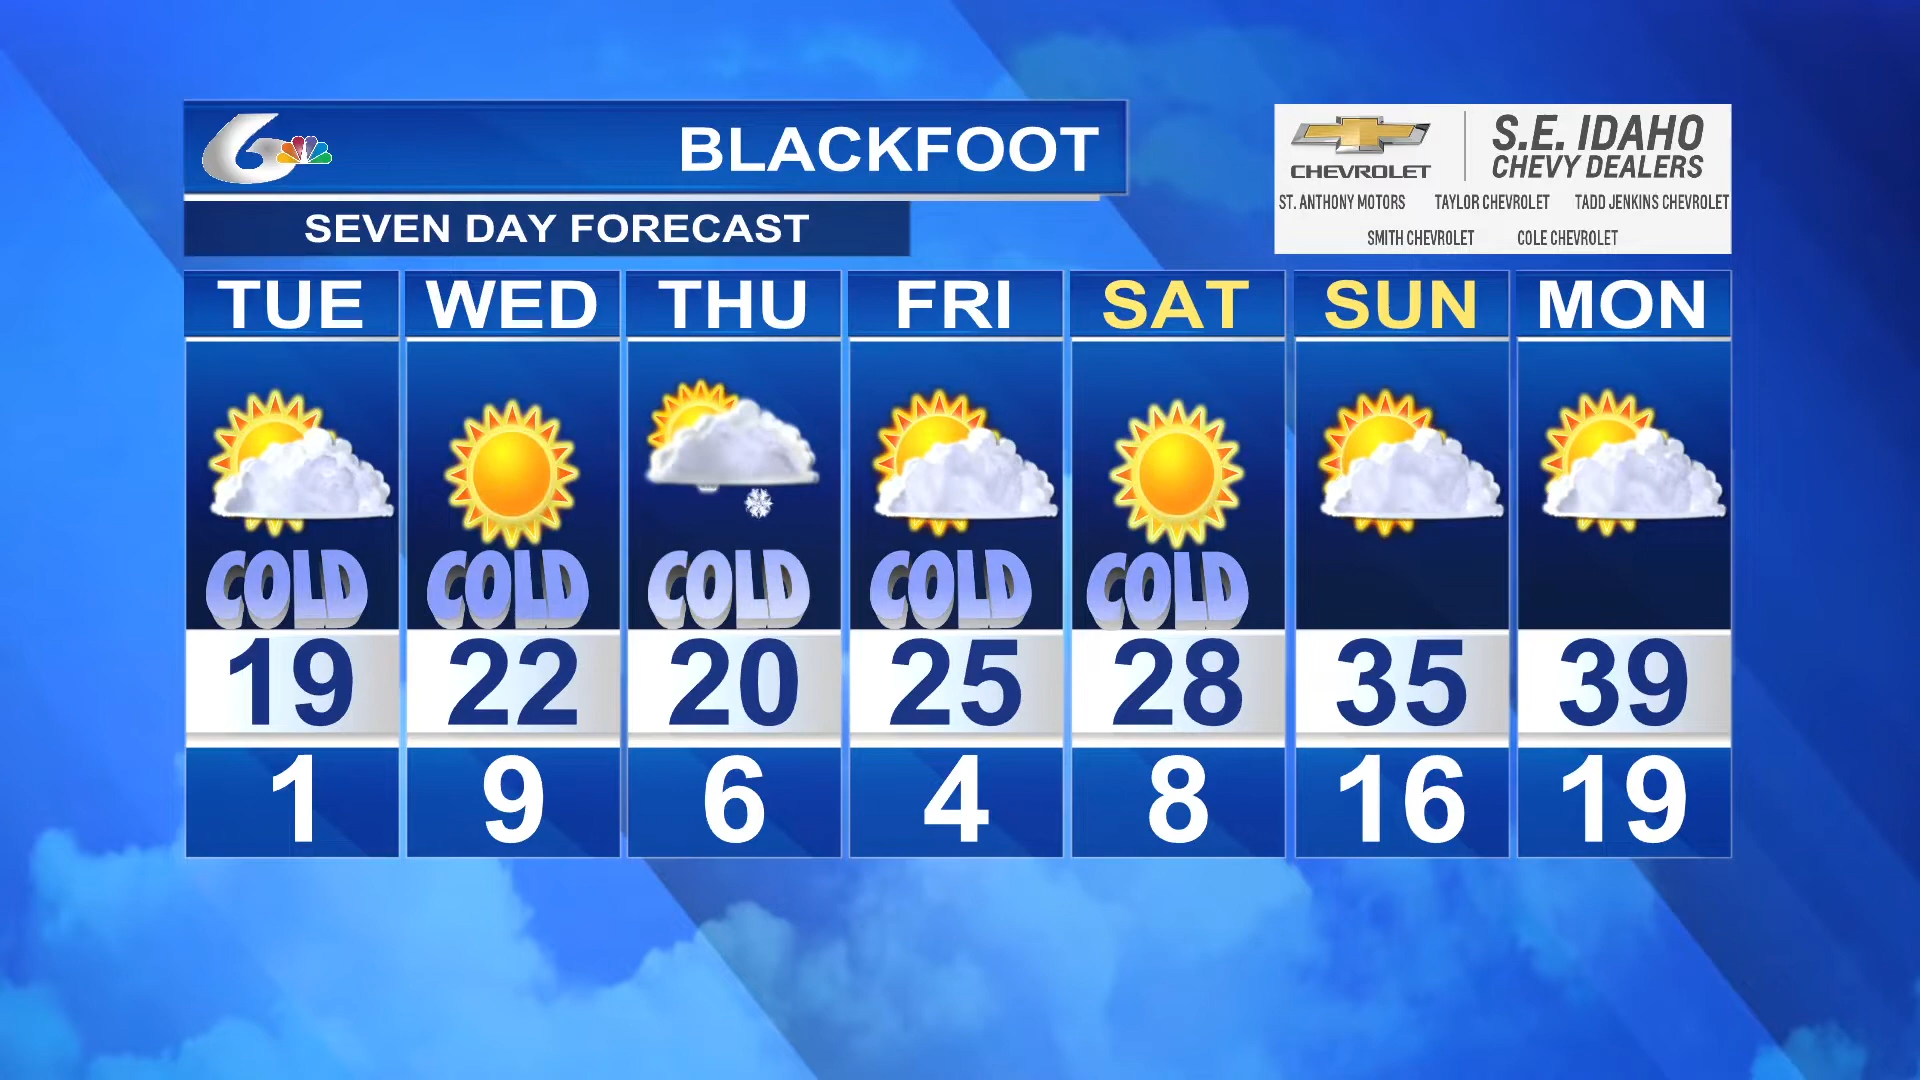 6
BLACKFOOT
SEVEN DAY FORECAST
CHEVROLET
S.E. IDAHO
CHEVY DEALERS
ST. ANTHONY MOTORS TAYLOR CHEVROLET TADD JENKINS CHEVROLET
SMITH CHEVROLET COLE CHEVROLET
TUE WED THU FRI SAT SUN MON
COLD COLD COLD COLD COLD
19 22 20 25 28 35 39
1 9 6 4 8 16 19